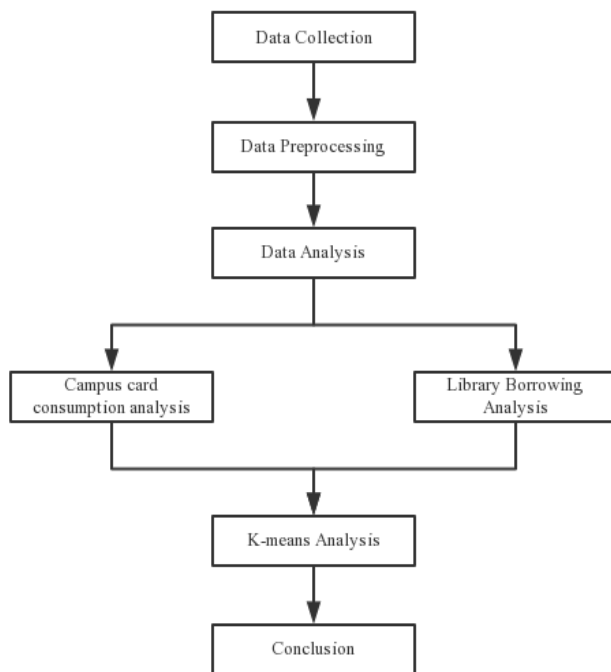 Data Collection
Data Preprocessing
Data Analysis
Campus card
consumption analysis
Library Borrowing
Analysis
K-means Analysis
Conclusion